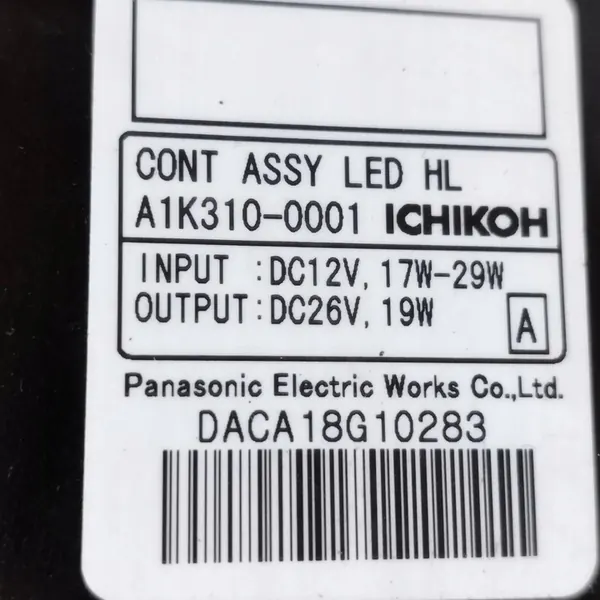 CONT ASSY LED HL
A1K310-0001 ICHIKOH
INPUT :DC12V, 17W-29W
OUTPUT:DC26V, 19W
A
Panasonic Electric Works Co.,Ltd.
DACA18G10283